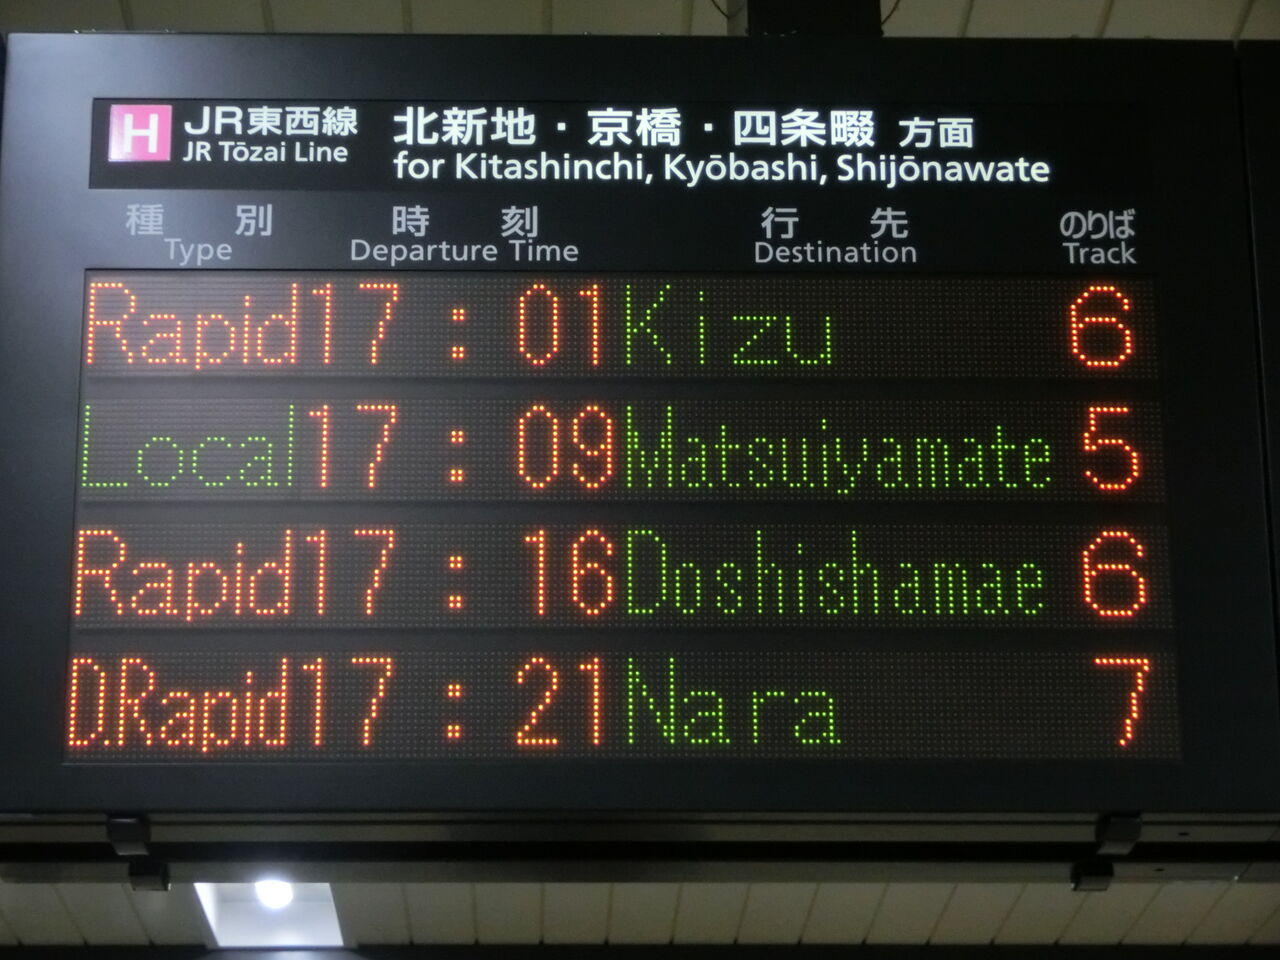 H JR東西線 北新地・京橋・四条畷 方面
JR Tōzai Line for Kitashinchi, Kyōbashi, Shijōnawate
種別 時刻 行先 のりば
Type Departure Time Destination Track
Rapid 17:01 Kizu 6
Local 17:09 Matsuiyamate 5
Rapid 17:16 Doshishamae 6
D.Rapid 17:21 Nara 7